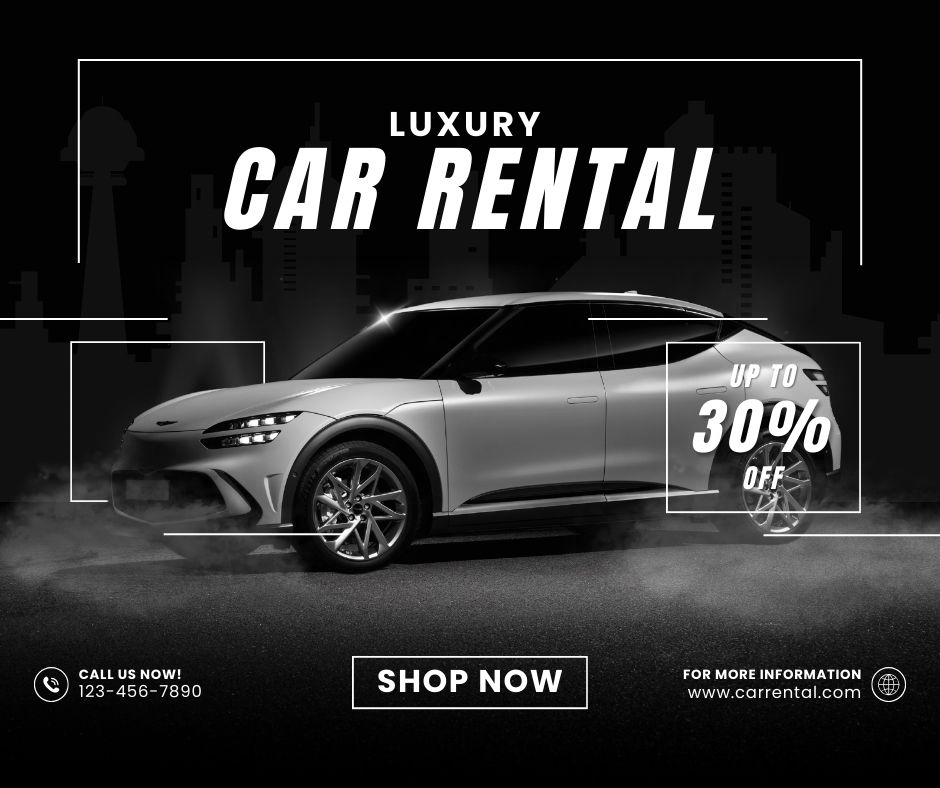 LUXURY
CAR RENTAL
UP TO
30%
OFF
CALL US NOW!
123-456-7890
SHOP NOW
FOR MORE INFORMATION
www.carrental.com